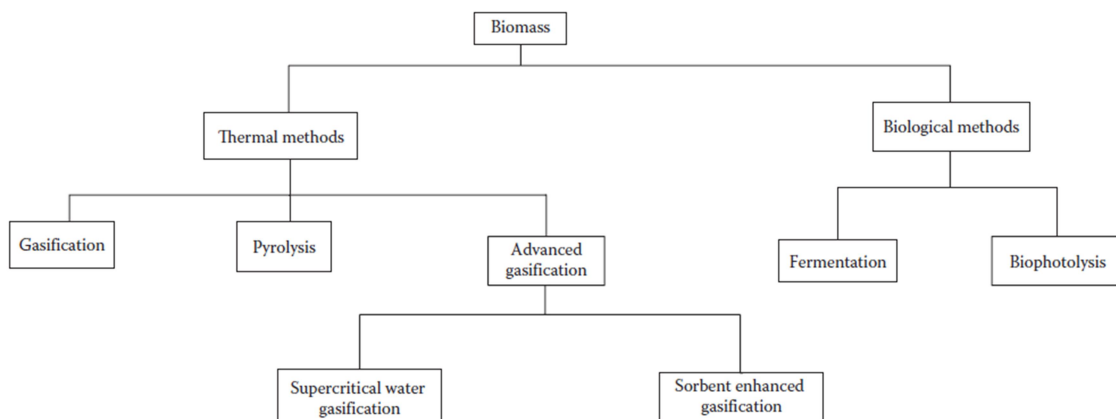 Biomass
Thermal methods
Biological methods
Gasification
Pyrolysis
Advanced
gasification
Fermentation
Biophotolysis
Supercritical water
gasification
Sorbent enhanced
gasification